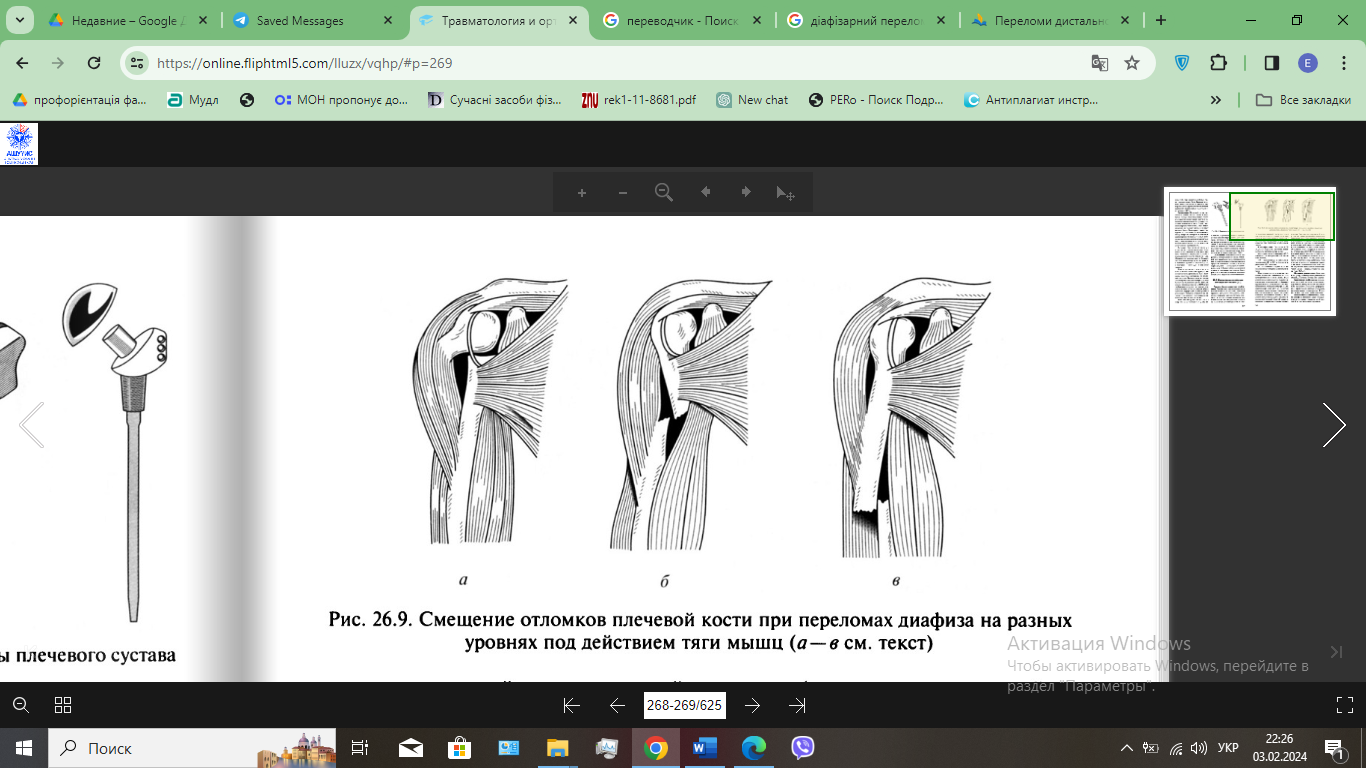 Недавние – Google Д
Saved Messages
Травматология и орт
переводчик - Поиск
діафізарний перелом
Переломи дистально
https://online.fliphtml5.com/lluzx/vqhp/#p=269
E
профорієнтація фа...
Мудл
МОН пропонує до...
Сучасні засоби фіз...
rek1-11-8681.pdf
New chat
PERo - Поиск Подр...
Антиплагиат инстр...
Все закладки
а
б
в
Рис. 26.9. Смещение отломков плечевой кости при переломах диафиза на разных
уровнях под действием тяги мышц (а—в см. текст)
ы плечевого сустава
Активация Windows
Чтобы активировать Windows, перейдите в
раздел "Параметры".
268-269/625
Поиск
УКР
22:26
03.02.2024
1